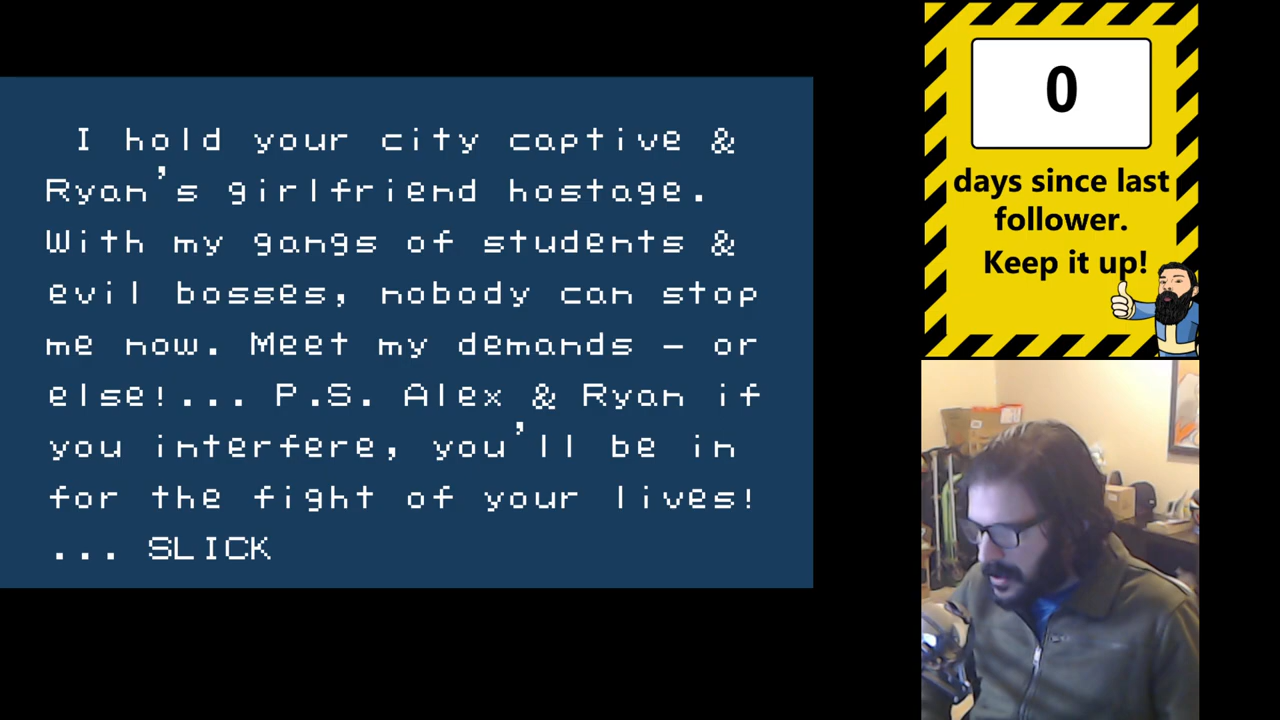 I hold your city captive &
Ryan's girlfriend hostage.
With my gangs of students &
evil bosses, nobody can stop
me now. Meet my demands – or
else!... P.S. Alex & Ryan if
you interfere, you'll be in
for the fight of your lives!
... SLICK
0
days since last
follower.
Keep it up!